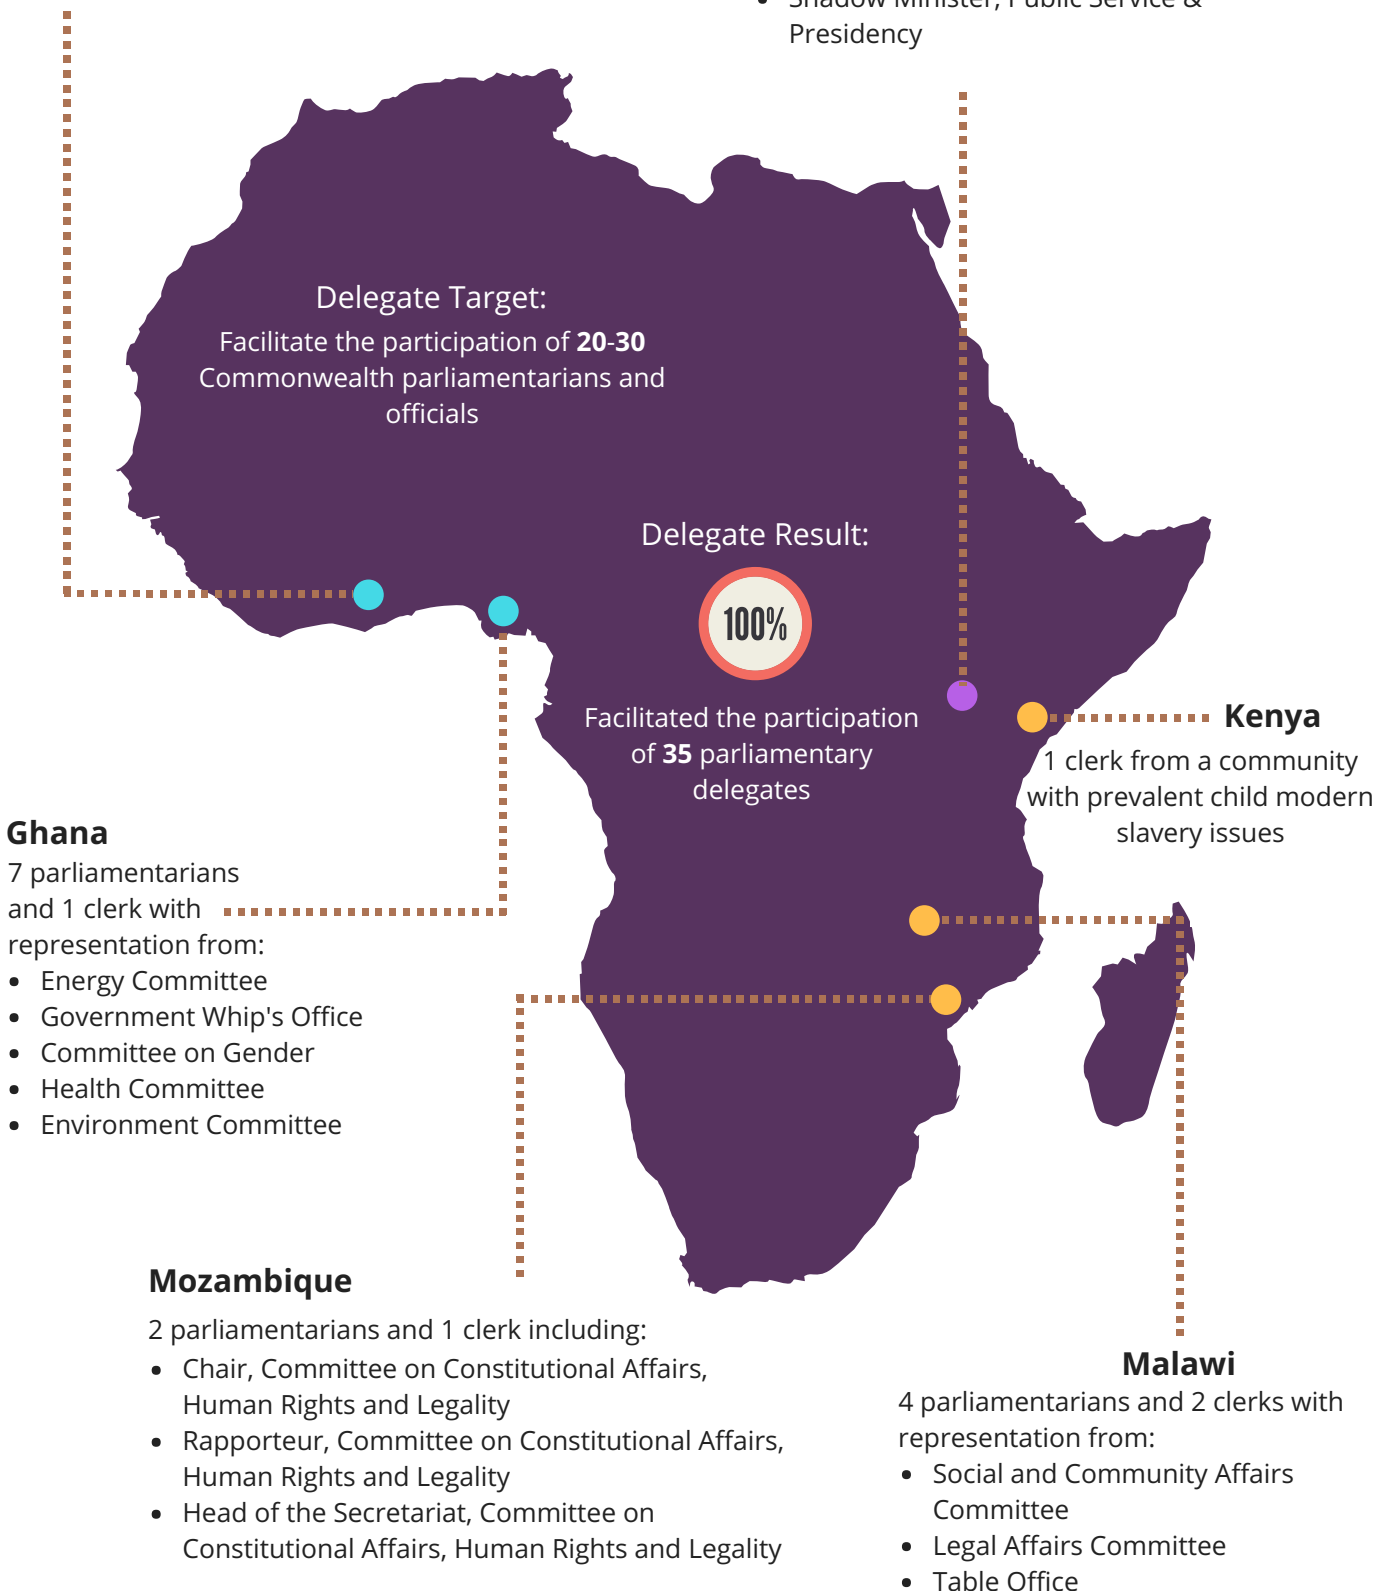 • Shadow Minister, Public Service &
Presidency
Delegate Target:
Facilitate the participation of 20-30
Commonwealth parliamentarians and
officials
Delegate Result:
100%
Facilitated the participation
of 35 parliamentary
delegates
Kenya
1 clerk from a community
with prevalent child modern
slavery issues
Ghana
7 parliamentarians
and 1 clerk with
representation from:
• Energy Committee
• Government Whip's Office
• Committee on Gender
• Health Committee
• Environment Committee
Mozambique
2 parliamentarians and 1 clerk including:
• Chair, Committee on Constitutional Affairs,
Human Rights and Legality
• Rapporteur, Committee on Constitutional Affairs,
Human Rights and Legality
• Head of the Secretariat, Committee on
Constitutional Affairs, Human Rights and Legality
Malawi
4 parliamentarians and 2 clerks with
representation from:
• Social and Community Affairs
Committee
• Legal Affairs Committee
• Table Office